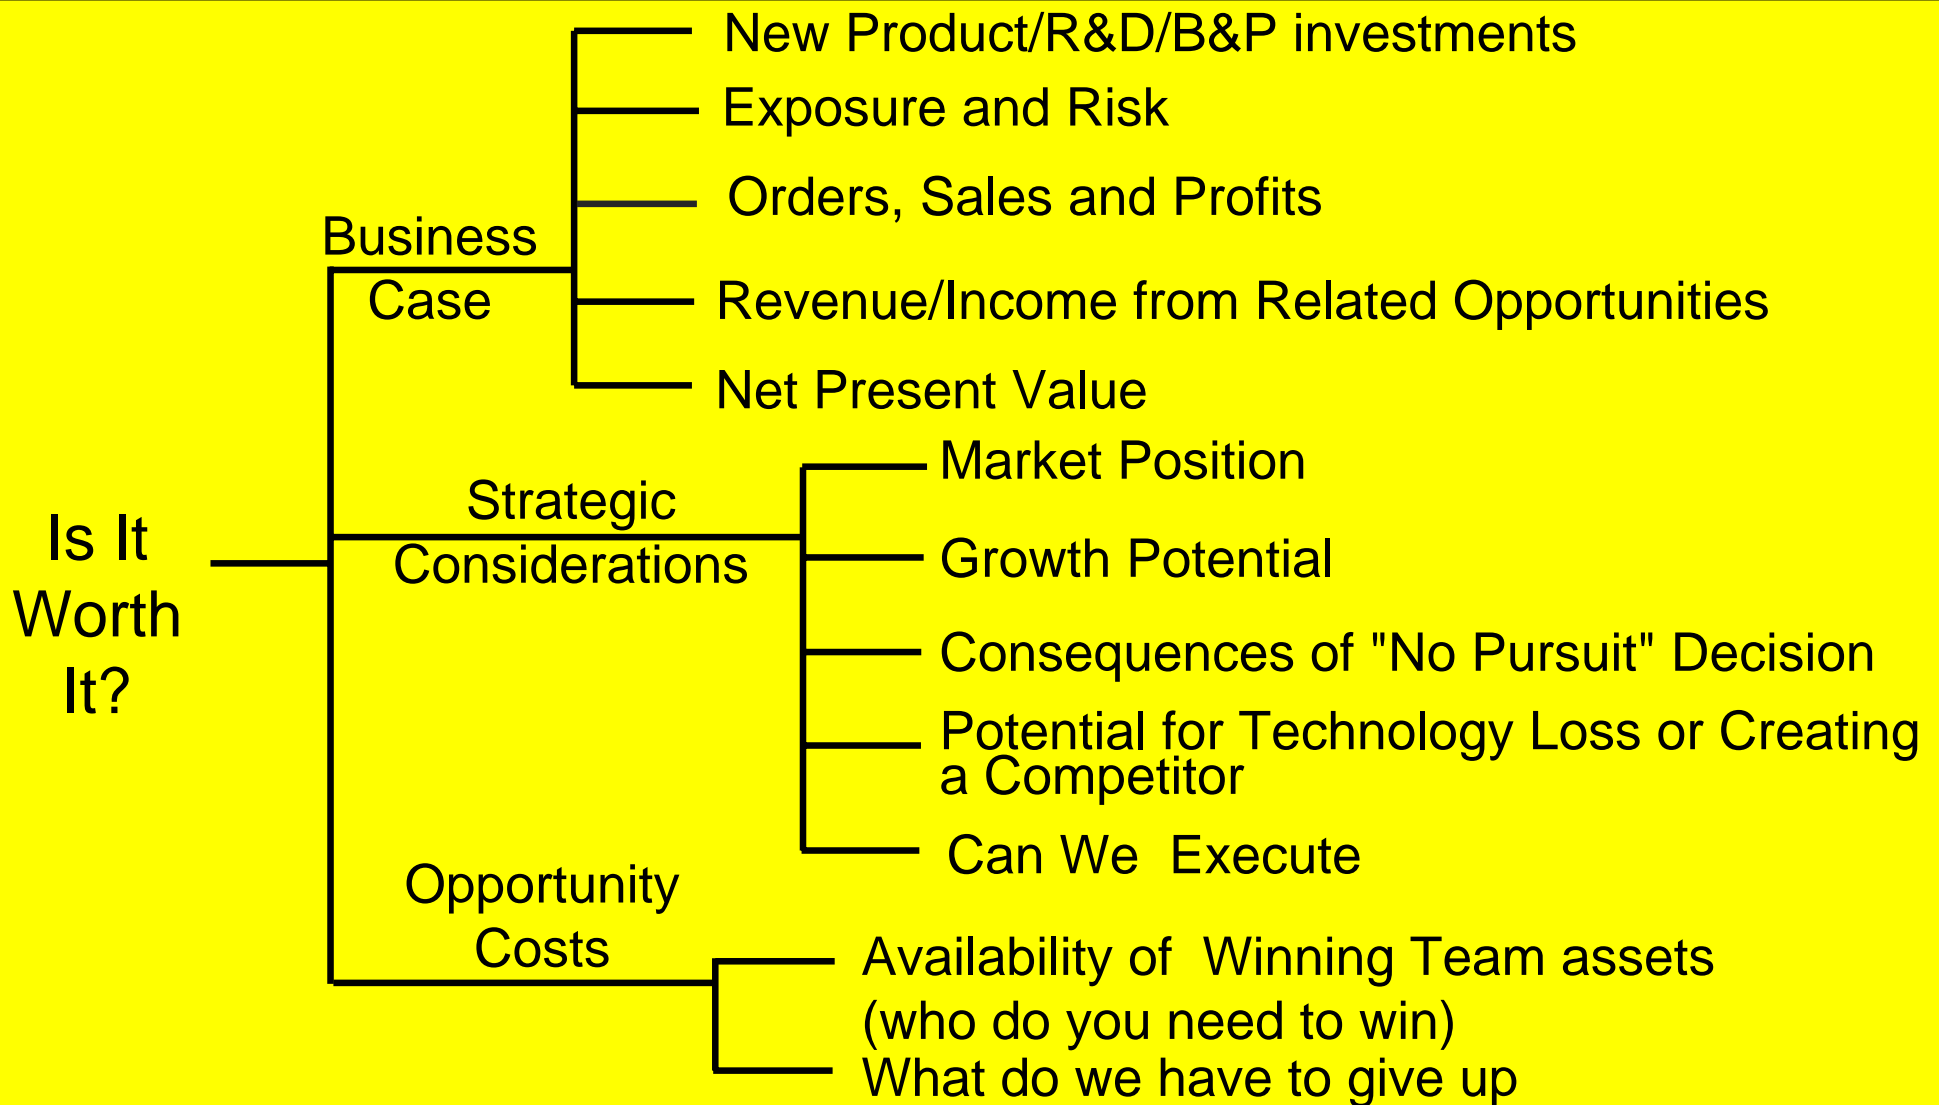 New Product/R&D/B&P investments
Exposure and Risk
Orders, Sales and Profits
Business
Case
Revenue/Income from Related Opportunities
Net Present Value
Market Position
Strategic
Considerations
Is It
Worth
It?
Growth Potential
Consequences of "No Pursuit" Decision
Potential for Technology Loss or Creating
a Competitor
Can We  Execute
Opportunity
Costs
Availability of  Winning Team assets
(who do you need to win)
What do we have to give up